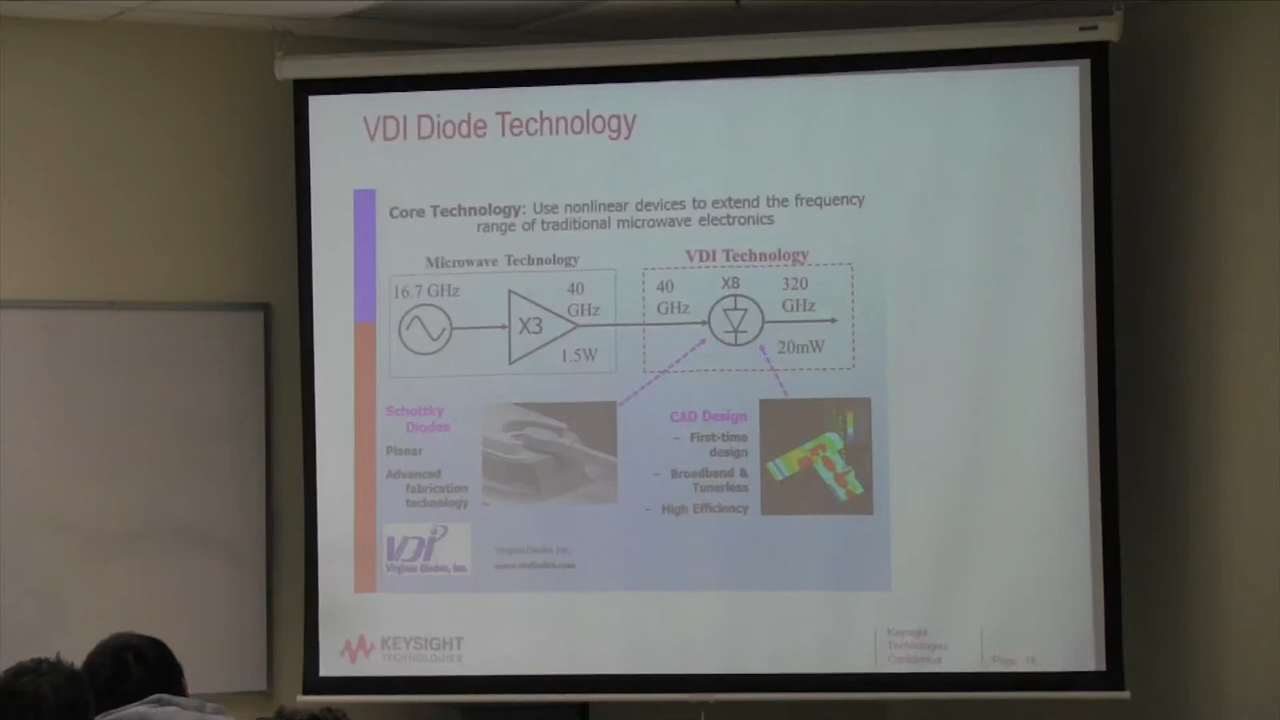 VDI Diode Technology
Core Technology: Use nonlinear devices to extend the frequency
range of traditional microwave electronics
Microwave Technology
VDI Technology
16.7 GHz
X3
40
GHz
1.5W
40
GHz
X8
320
GHz
20mW
Schottky
Diodes
Planar
Advanced
fabrication
technology
CAD Design
- First-time
design
- Broadband &
Tunerless
- High Efficiency
VDI
Virginia Diodes, Inc.
Virginia Diodes Inc.
KEYSIGHT
TECHNOLOGIES
Keysight
Technologies
Confidential
Page